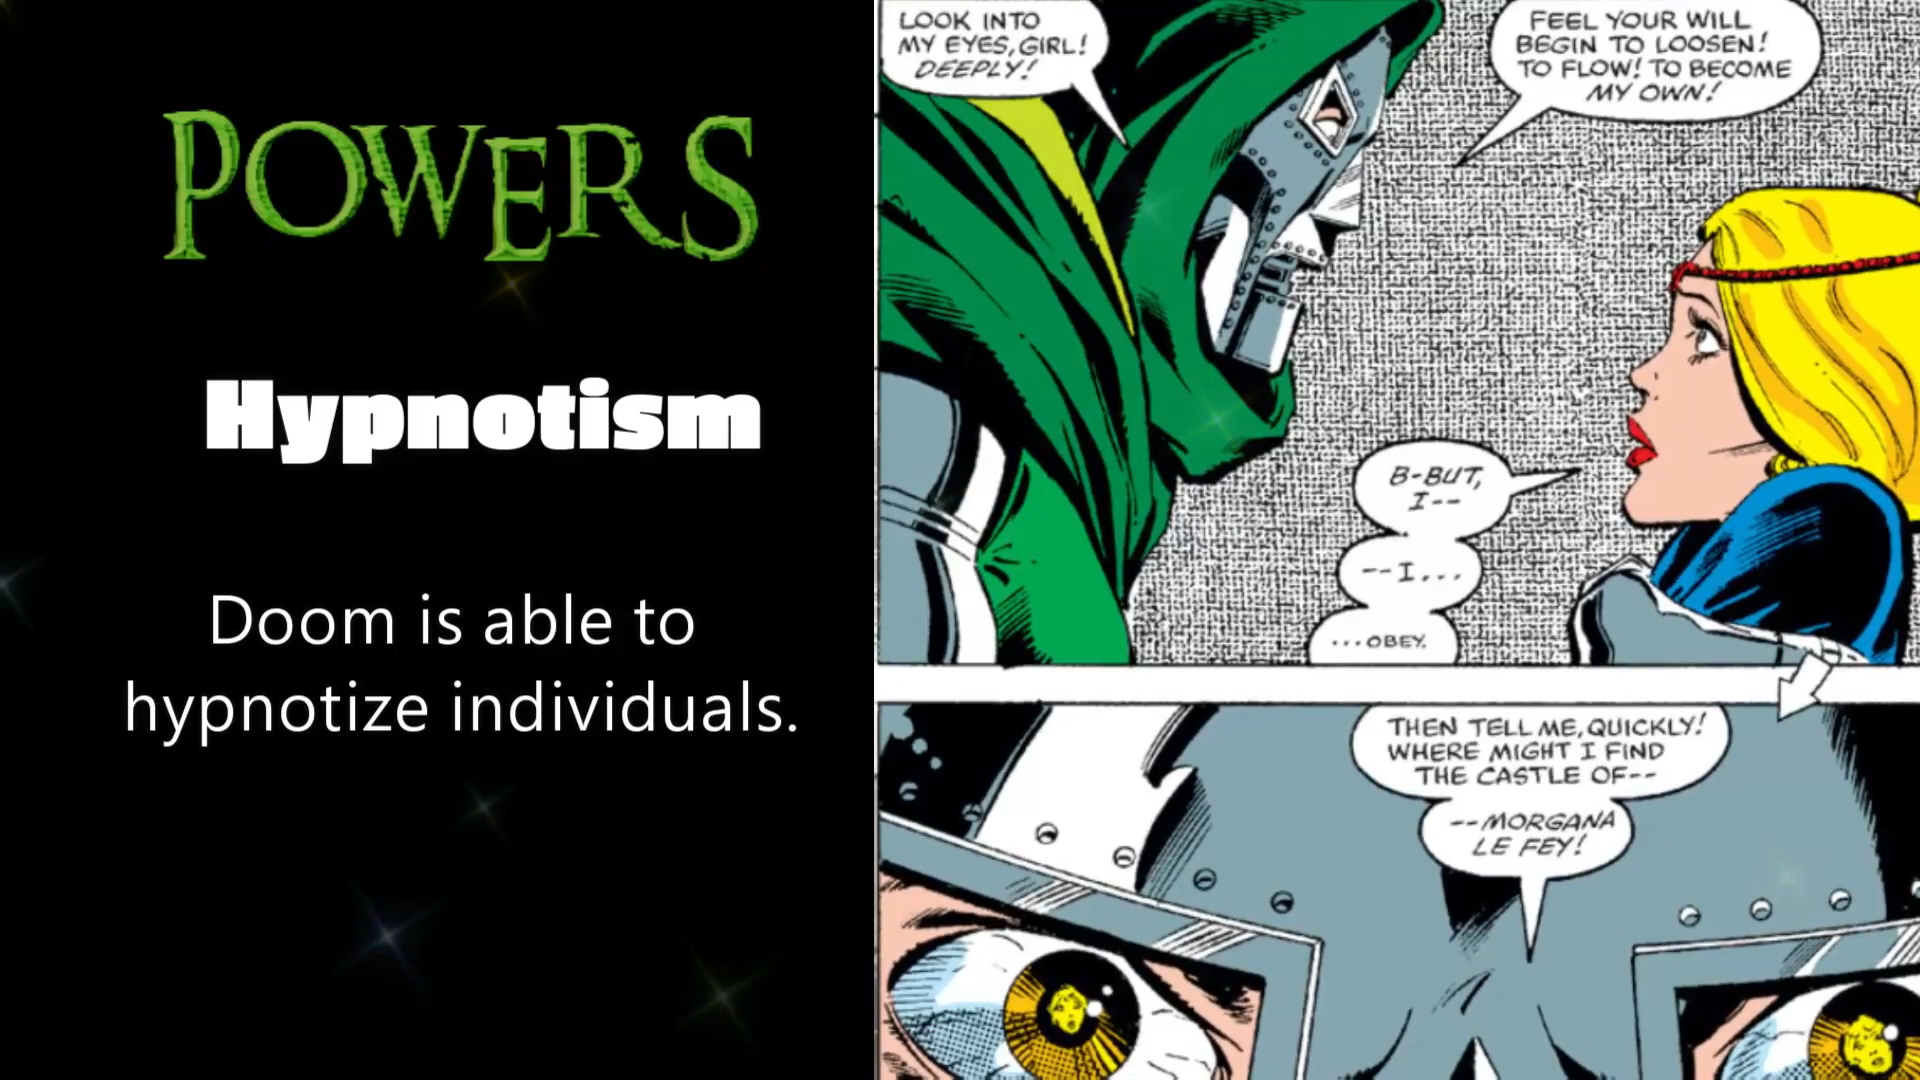 POWERS
Hypnotism
Doom is able to
hypnotize individuals.
LOOK INTO
MY EYES, GIRL!
DEEPLY!
FEEL YOUR WILL
BEGIN TO LOOSEN!
TO FLOW! TO BECOME
MY OWN!
B-BUT,
I--
--I...
...OBEY.
THEN TELL ME, QUICKLY!
WHERE MIGHT I FIND
THE CASTLE OF--
--MORGANA
LE FEY!